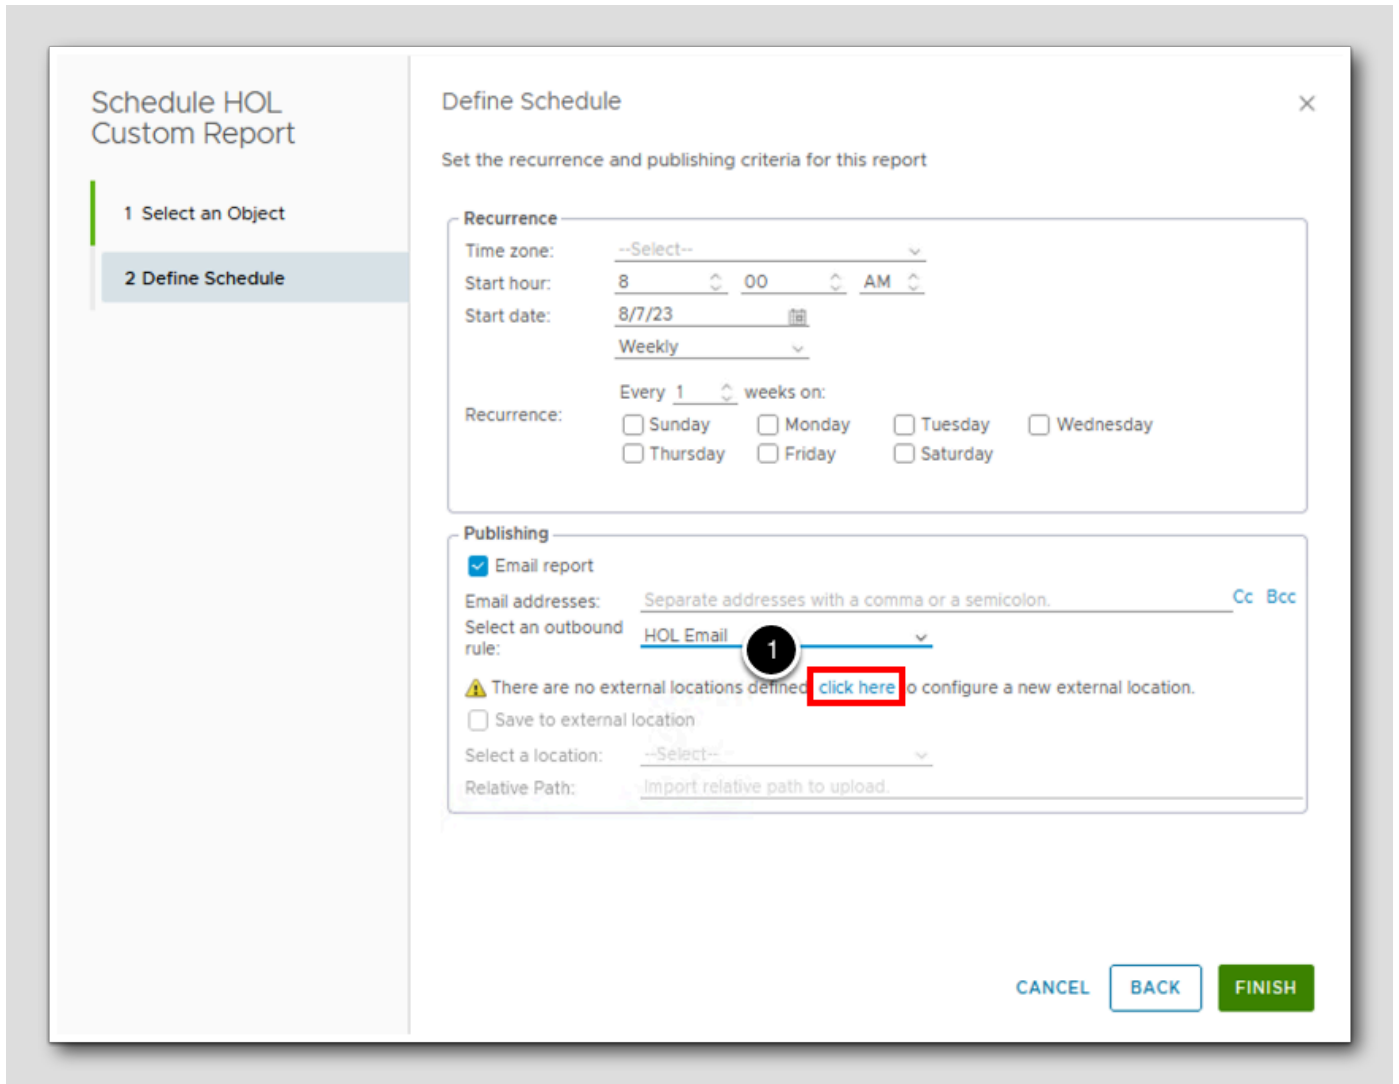 Schedule HOL
Custom Report
1 Select an Object
2 Define Schedule
Define Schedule
Set the recurrence and publishing criteria for this report
Recurrence
Time zone: --Select--
Start hour: 8 00 AM
Start date: 8/7/23
Weekly
Every 1 weeks on:
Recurrence:
Sunday Monday Tuesday Wednesday
Thursday Friday Saturday
Publishing
Email report
Email addresses: Separate addresses with a comma or a semicolon. Cc Bcc
Select an outbound
rule: HOL Email
1
There are no external locations defined click here o configure a new external location.
Save to external location
Select a location: --Select--
Relative Path: Import relative path to upload.
CANCEL BACK FINISH